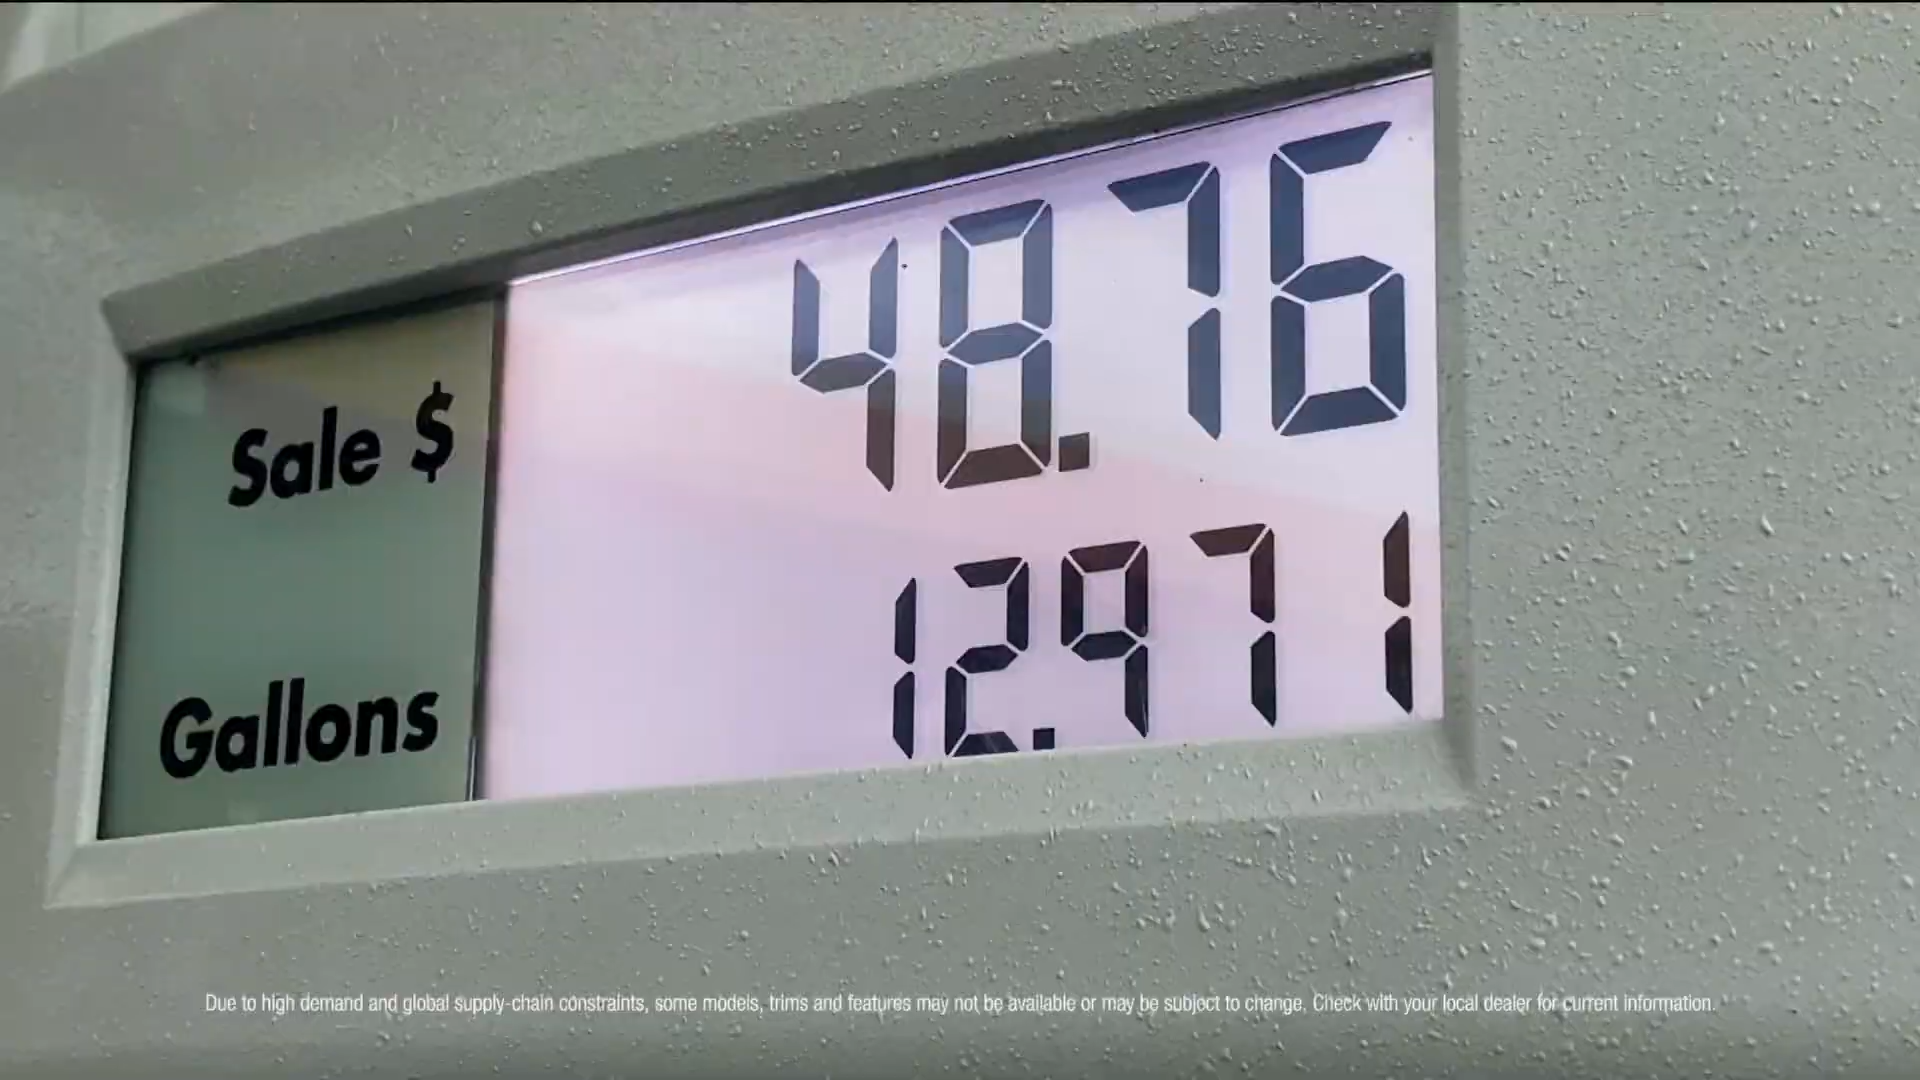 Sale $ 48.76
Gallons 12.971
Due to high demand and global supply-chain constraints, some models, trims and features may not be available or may be subject to change. Check with your local dealer for current information.